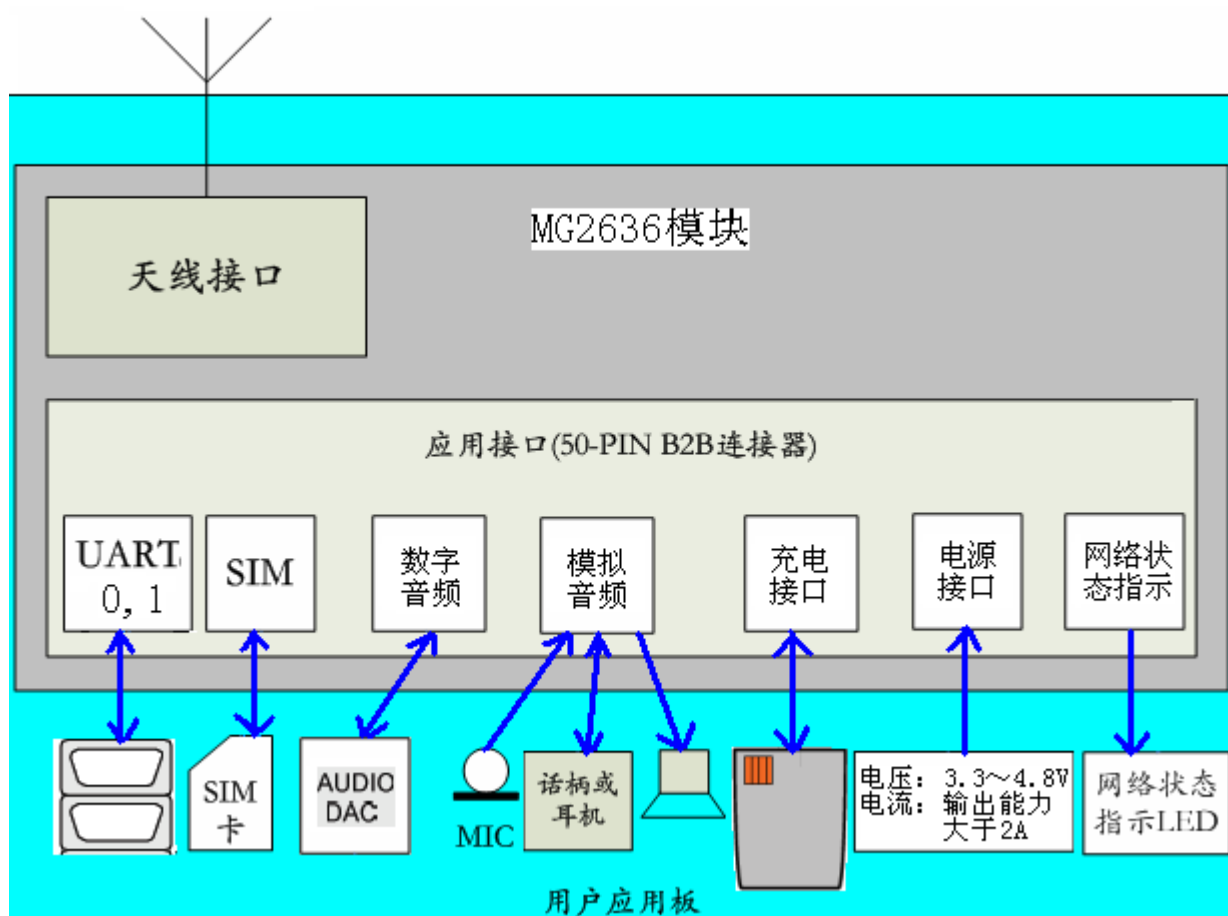 MG2636模块
天线接口
应用接口(50-PIN B2B连接器)
UART
0,1
SIM
数字
音频
模拟
音频
充电
接口
电源
接口
网络状
态指示
SIM
卡
AUDIO
DAC
MIC
话柄或
耳机
电压: 3.3~4.8V
电流: 输出能力
大于2A
网络状态
指示LED
用户应用板